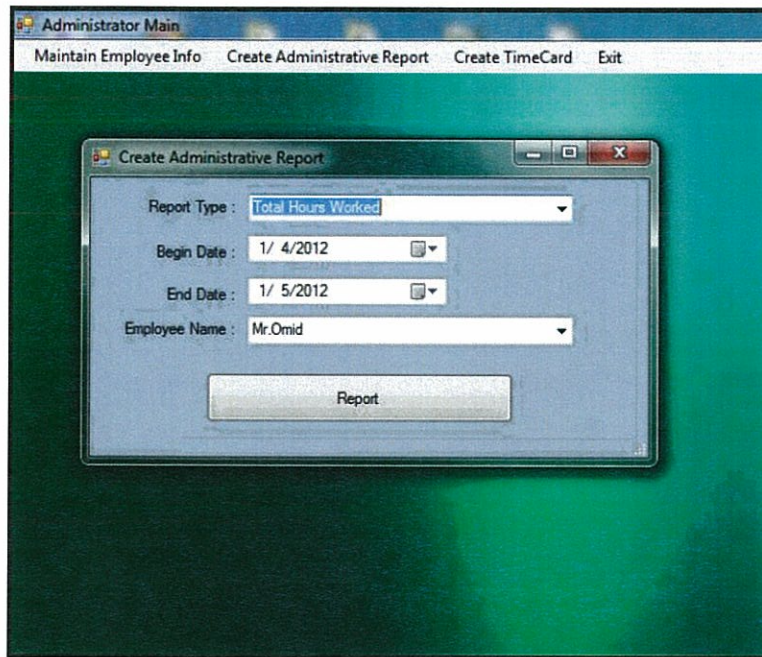 Administrator Main
Maintain Employee Info Create Administrative Report Create TimeCard Exit
Create Administrative Report
Report Type : Total Hours Worked
Begin Date : 1/ 4/2012
End Date : 1/ 5/2012
Employee Name : Mr.Omid
Report